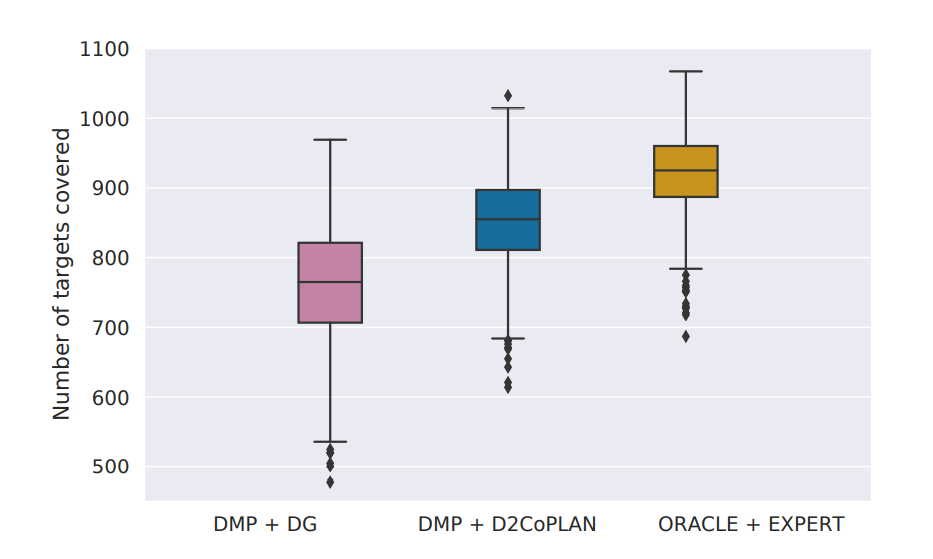 1100
1000
900
800
700
600
500
Number of targets covered
DMP + DG
DMP + D2CoPLAN
ORACLE + EXPERT